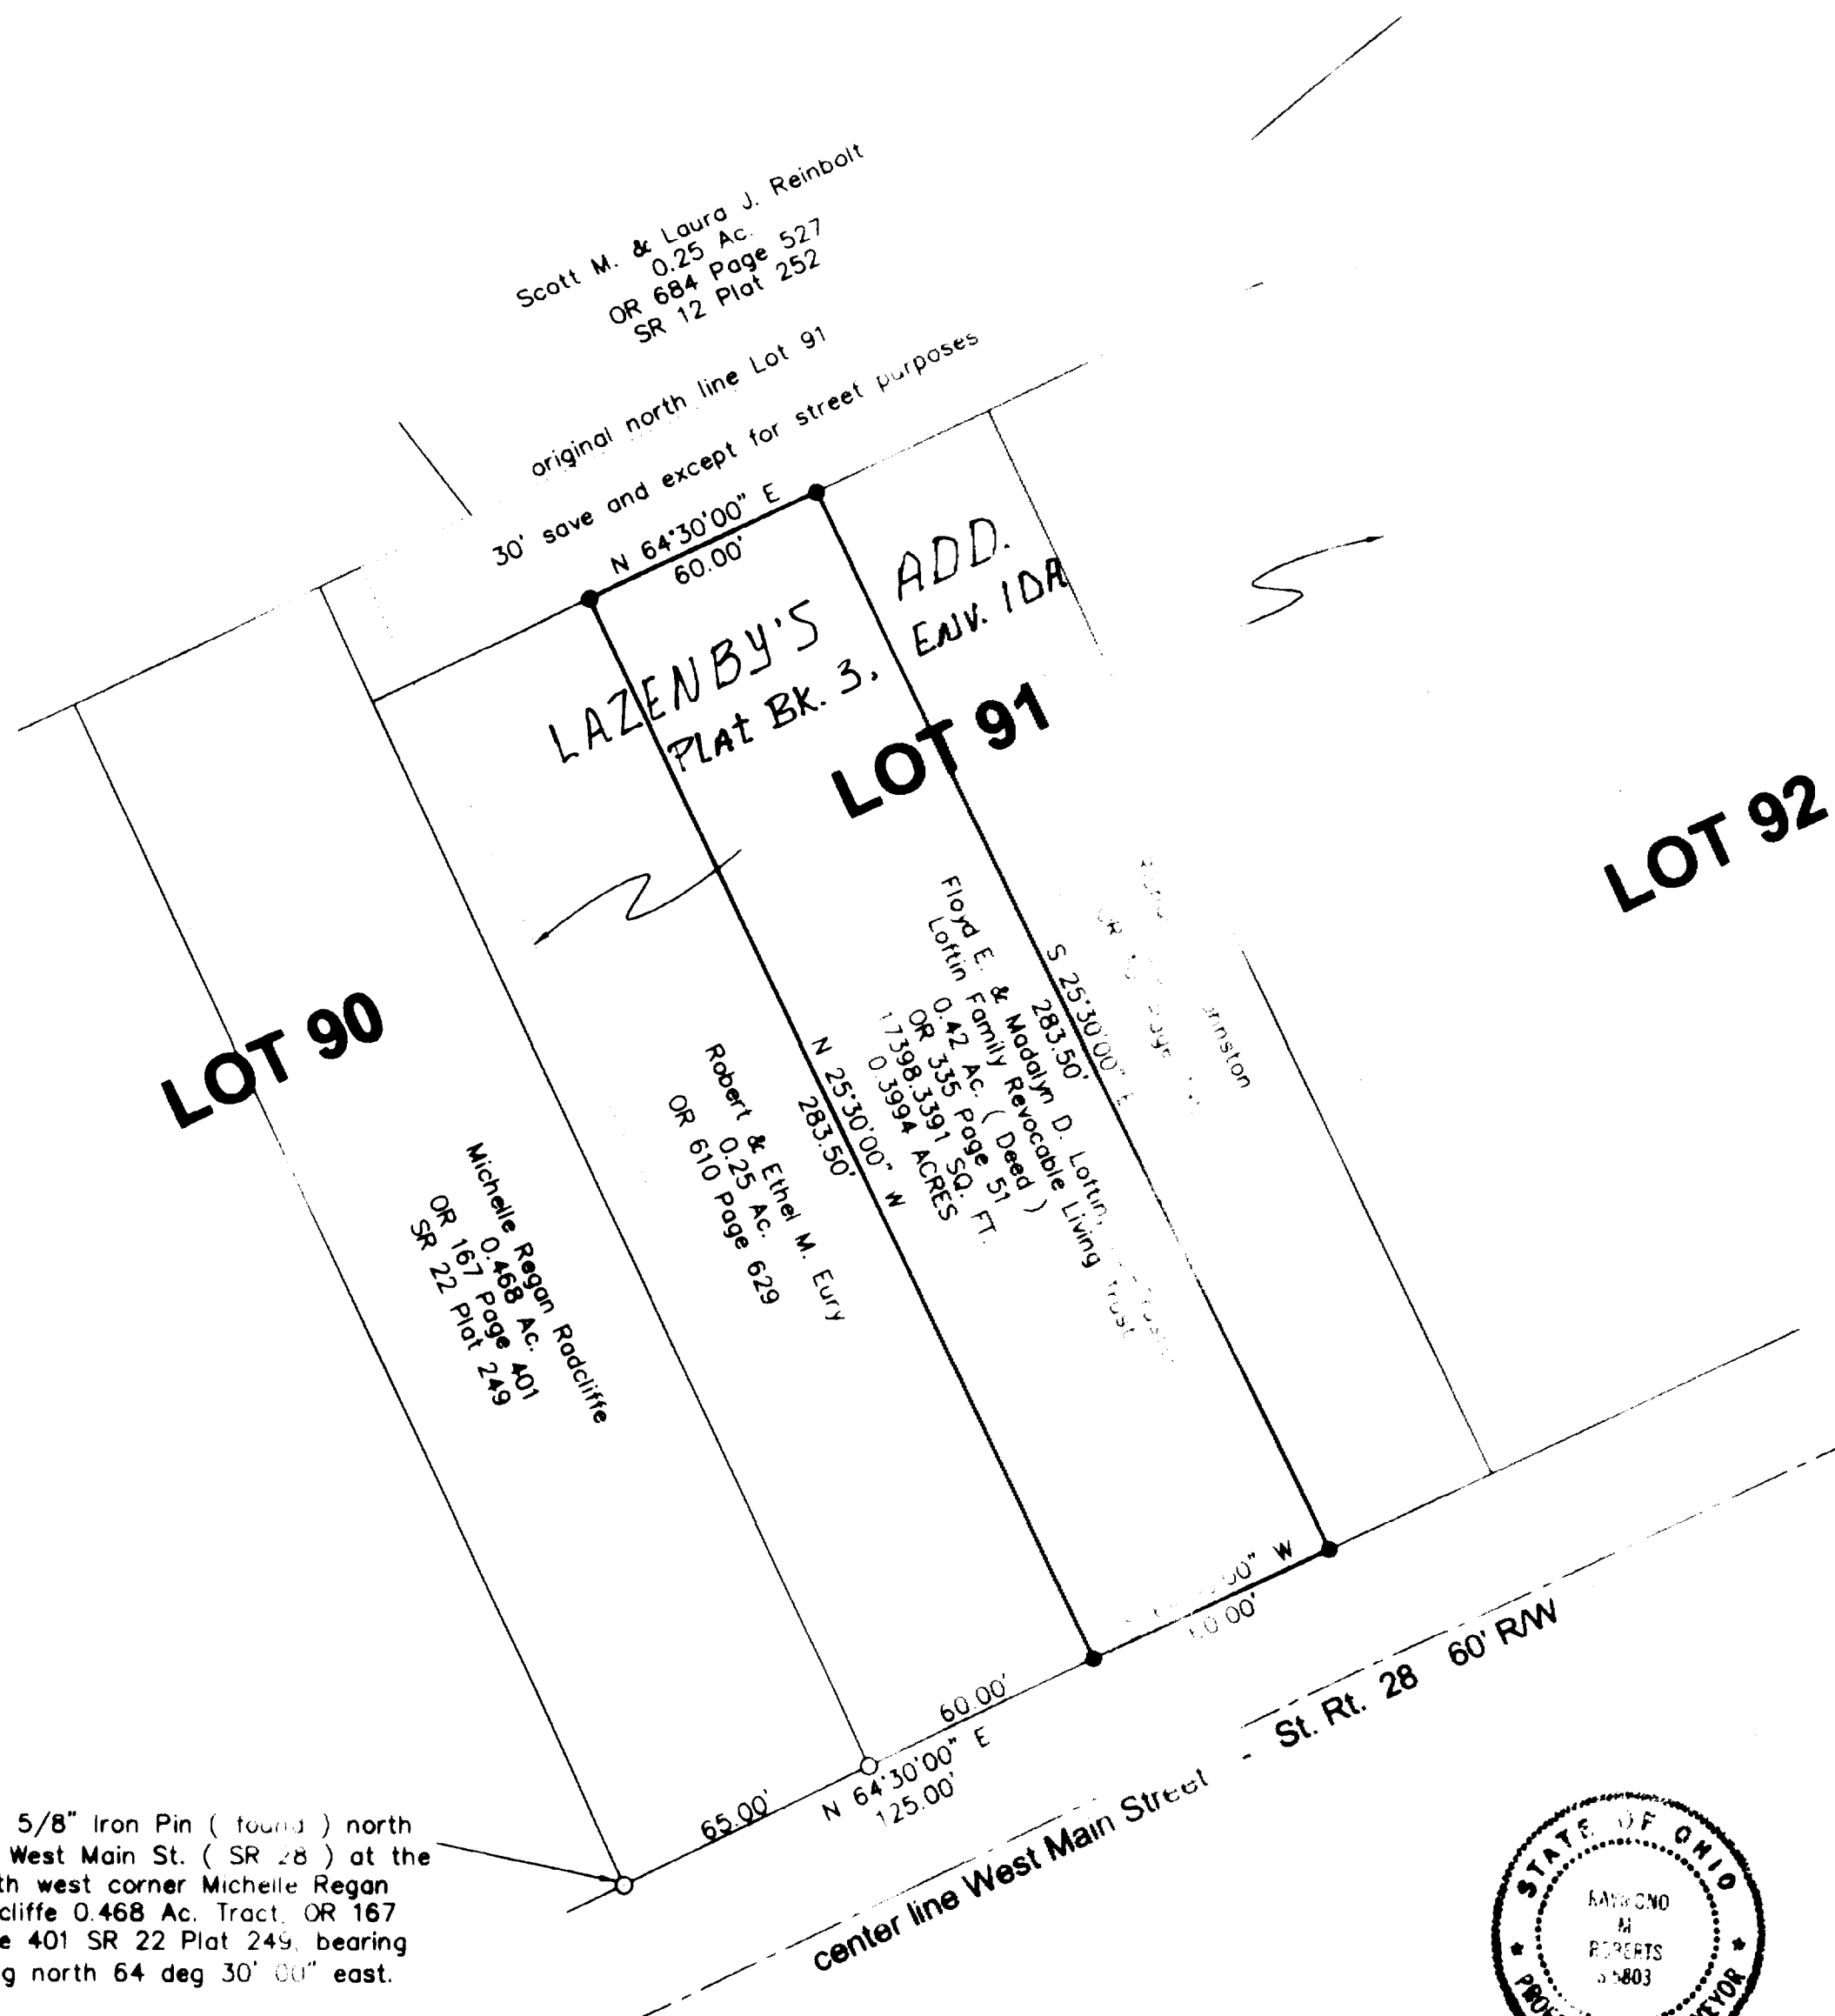 Scott M. & Laura J. Reinbolt
0.25 Ac.
OR 684 Page 527
SR 12 Plat 252
original north line Lot 91
30' save and except for street purposes
N 64°30'00" E
60.00'
LAZENBY'S ADD.
PLAT BK. 3, ENV. 10A
LOT 91
LOT 92
LOT 90
S 25°30'00" E
283.50'
Floyd E. & Madalyn D. Loftin,
Loftin Family Revocable Living Trust
0.42 Ac. ( Deed )
OR 335 Page 51
17398.3391 SQ. FT.
0.3994 ACRES
N 25°30'00" W
283.50'
Robert & Ethel M. Eury
0.25 Ac.
OR 610 Page 629
Michelle Regan Radcliffe
0.468 Ac.
OR 167 Page 401
SR 22 Plat 249
W
60.00'
60.00'
65.00'
N 64°30'00" E
125.00'
center line West Main Street - St. Rt. 28 60' R/W
5/8" Iron Pin ( found ) north
West Main St. ( SR 28 ) at the
west corner Michelle Regan
0.468 Ac. Tract, OR 167
401 SR 22 Plat 249, bearing
north 64 deg 30' 00" east.
STATE OF OHIO
RAYMOND
M
ROBERTS